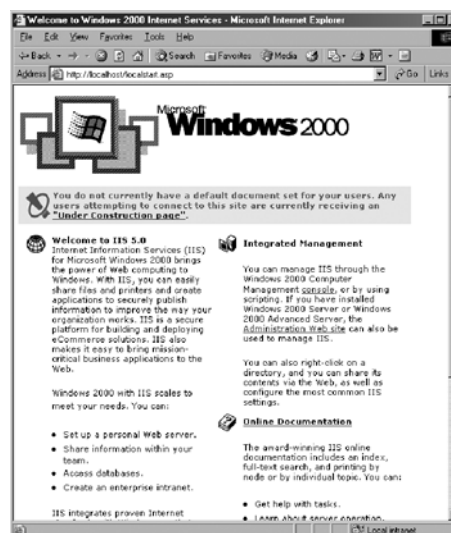 Welcome to Windows 2000 Internet Services - Microsoft Internet Explorer
File Edit View Favorites Tools Help
Back Search Favorites Media
Address http://localhost/localstart.asp Go Links
Microsoft
Windows 2000
You do not currently have a default document set for your users. Any
users attempting to connect to this site are currently receiving an
"Under Construction page".
Welcome to IIS 5.0
Internet Information Services (IIS)
for Microsoft Windows 2000 brings
the power of Web computing to
Windows. With IIS, you can easily
share files and printers and create
applications to securely publish
information to improve the way your
organization works. IIS is a secure
platform for building and deploying
eCommerce solutions. IIS also
makes it easy to bring mission-
critical business applications to the
Web.
Windows 2000 with IIS scales to
meet your needs. You can:
• Set up a personal Web server.
• Share information within your
team.
• Access databases.
• Create an enterprise intranet.
IIS integrates proven Internet
Integrated Management
You can manage IIS through the
Windows 2000 Computer
Management console, or by using
scripting. If you have installed
Windows 2000 Server or Windows
2000 Advanced Server, the
Administration Web site can also be
used to manage IIS.
You can also right-click on a
directory, and you can share its
contents via the Web, as well as
configure the most common IIS
settings.
Online Documentation
The award-winning IIS online
documentation includes an index,
full-text search, and printing by
node or by individual topic. You can:
• Get help with tasks.
• Learn about server operation.
Local intranet